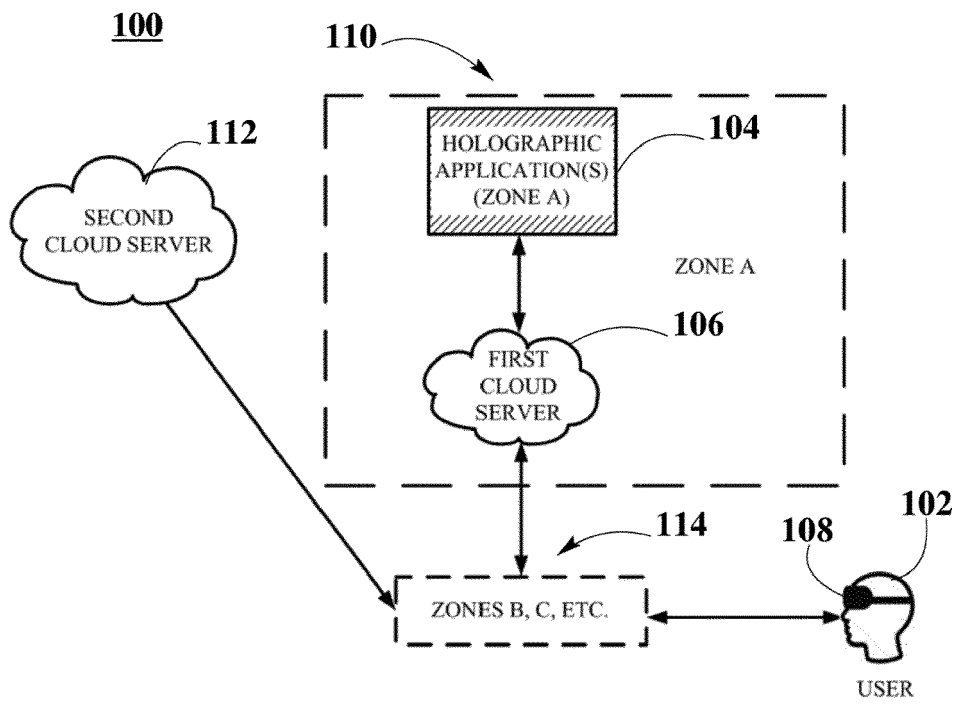 100
110
112
SECOND
CLOUD SERVER
HOLOGRAPHIC
APPLICATION(S)
(ZONE A)
104
ZONE A
106
FIRST
CLOUD
SERVER
114
ZONES B, C, ETC.
108
102
USER